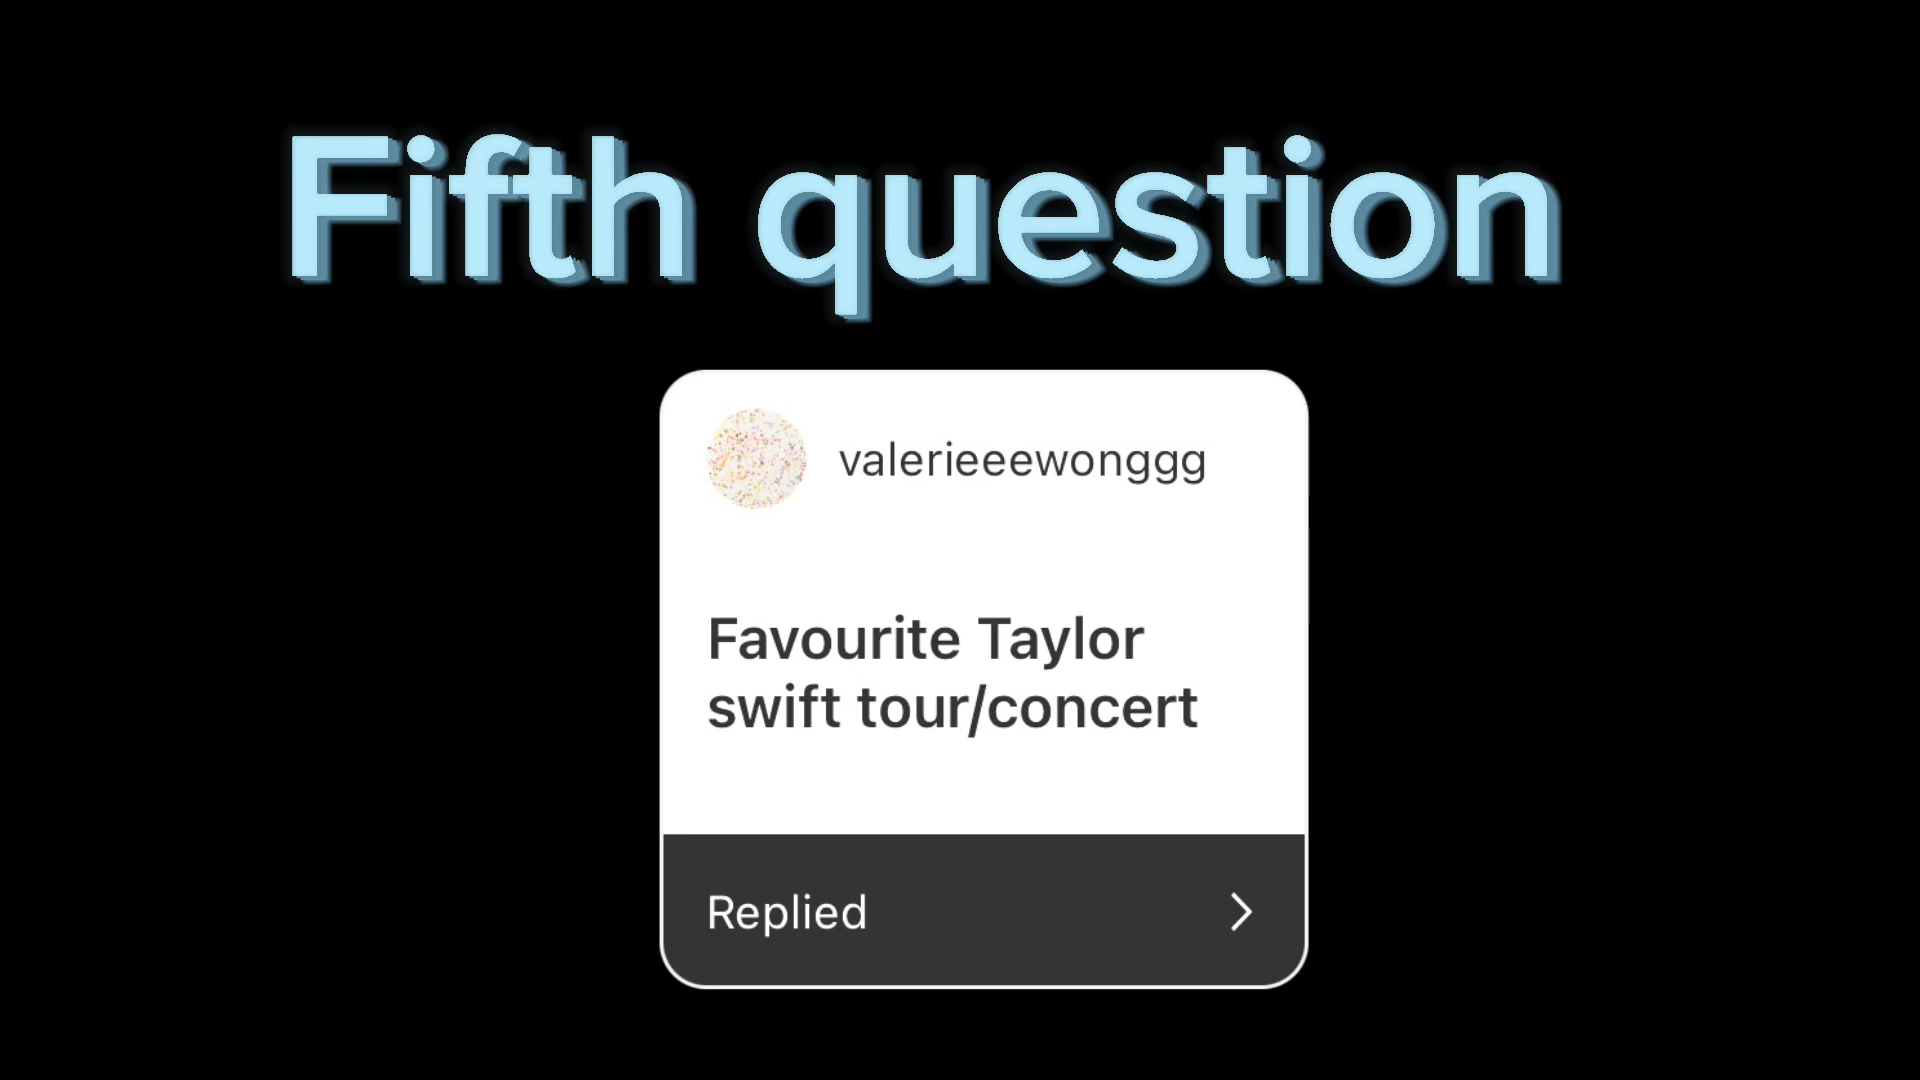 Fifth question
valerieeewonggg
Favourite Taylor
swift tour/concert
Replied